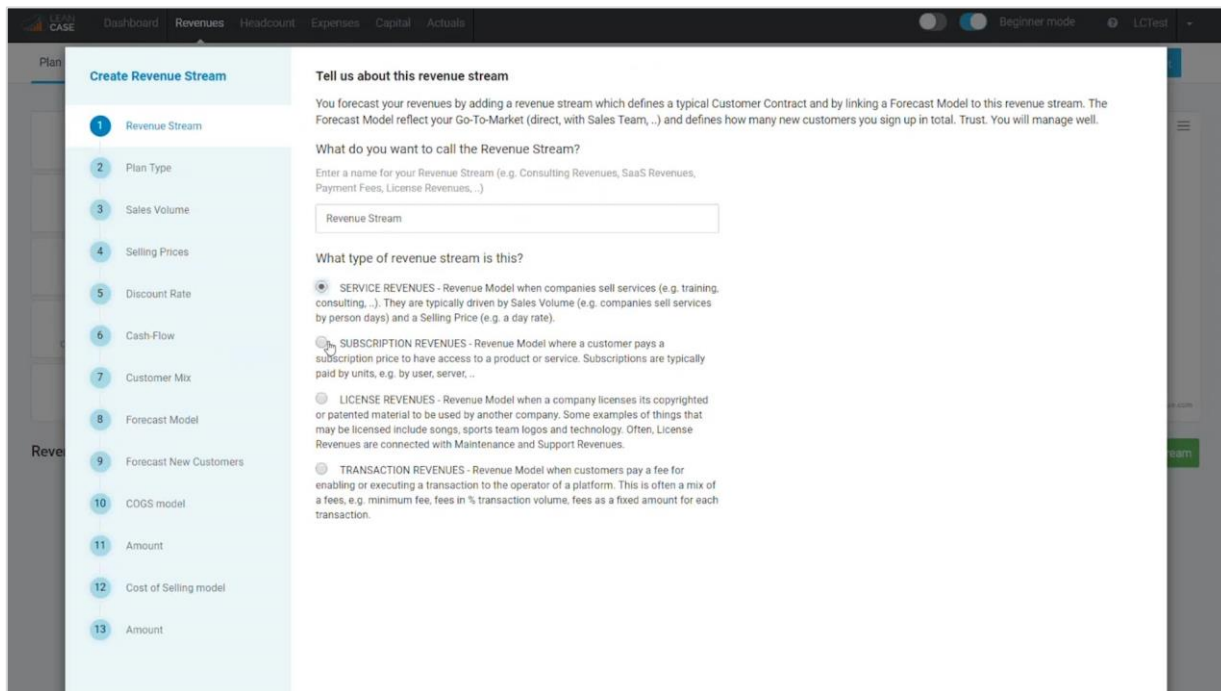 LEAN
CASE
Dashboard Revenues Headcount Expenses Capital Actuals
Beginner mode
LCTest
Plan
Create Revenue Stream
1 Revenue Stream
2 Plan Type
3 Sales Volume
4 Selling Prices
5 Discount Rate
6 Cash-Flow
7 Customer Mix
8 Forecast Model
9 Forecast New Customers
10 COGS model
11 Amount
12 Cost of Selling model
13 Amount
Tell us about this revenue stream
You forecast your revenues by adding a revenue stream which defines a typical Customer Contract and by linking a Forecast Model to this revenue stream. The
Forecast Model reflect your Go-To-Market (direct, with Sales Team, ..) and defines how many new customers you sign up in total. Trust. You will manage well.
What do you want to call the Revenue Stream?
Enter a name for your Revenue Stream (e.g. Consulting Revenues, SaaS Revenues,
Payment Fees, License Revenues, ..)
Revenue Stream
What type of revenue stream is this?
SERVICE REVENUES - Revenue Model when companies sell services (e.g. training,
consulting, ..). They are typically driven by Sales Volume (e.g. companies sell services
by person days) and a Selling Price (e.g. a day rate).
SUBSCRIPTION REVENUES - Revenue Model where a customer pays a
subscription price to have access to a product or service. Subscriptions are typically
paid by units, e.g. by user, server, ..
LICENSE REVENUES - Revenue Model when a company licenses its copyrighted
or patented material to be used by another company. Some examples of things that
may be licensed include songs, sports team logos and technology. Often, License
Revenues are connected with Maintenance and Support Revenues.
TRANSACTION REVENUES - Revenue Model when customers pay a fee for
enabling or executing a transaction to the operator of a platform. This is often a mix of
a fees, e.g. minimum fee, fees in % transaction volume, fees as a fixed amount for each
transaction.